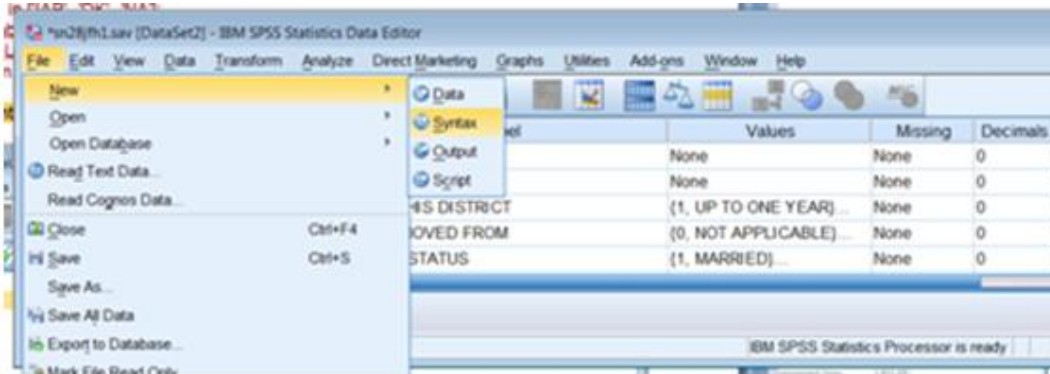 *sn28jfh1.sav [DataSet2] - IBM SPSS Statistics Data Editor
File Edit View Data Transform Analyze Direct Marketing Graphs Utilities Add-ons Window Help
New
Open
Open Database
Read Text Data...
Read Cognos Data...
Close Ctrl+F4
Save Ctrl+S
Save As...
Save All Data
Export to Database...
Mark File Read Only
Data
Syntax
Output
Script
Values Missing Decimals
None None 0
None None 0
HIS DISTRICT {1, UP TO ONE YEAR}... None 0
OVED FROM {0, NOT APPLICABLE}... None 0
STATUS {1, MARRIED}... None 0
IBM SPSS Statistics Processor is ready